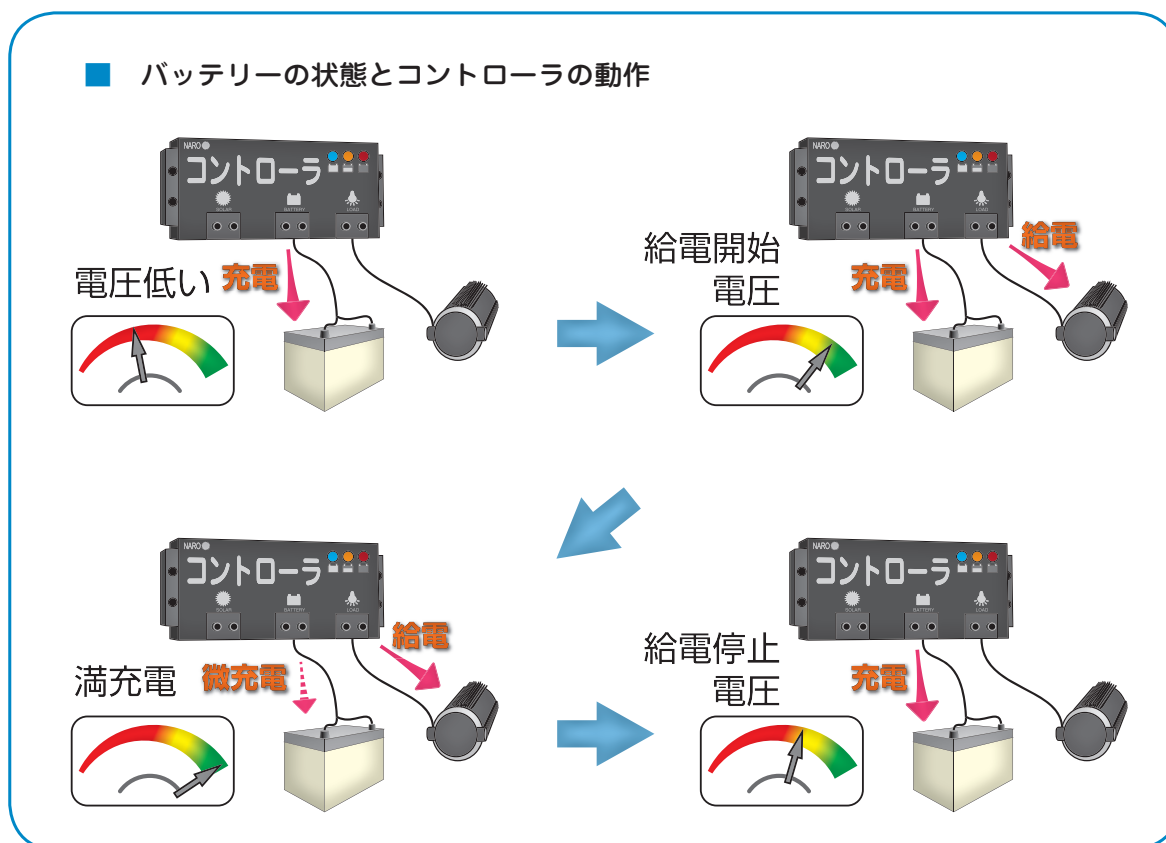 ■ バッテリーの状態とコントローラの動作
NARO
コントローラ
SOLAR BATTERY LOAD
電圧低い 充電
NARO
コントローラ
SOLAR BATTERY LOAD
給電開始
電圧
充電
給電
NARO
コントローラ
SOLAR BATTERY LOAD
満充電 微充電
給電
NARO
コントローラ
SOLAR BATTERY LOAD
給電停止
電圧
充電